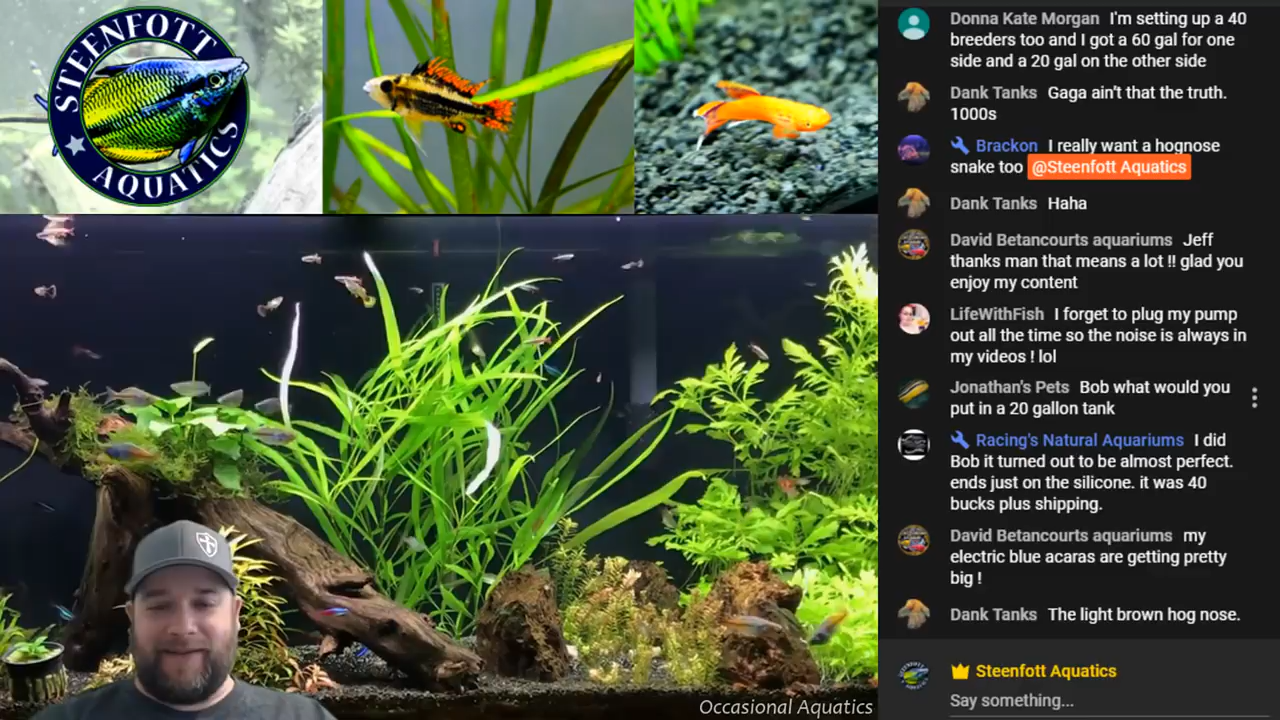 STEENFOTT
AQUATICS
Donna Kate Morgan I'm setting up a 40
breeders too and I got a 60 gal for one
side and a 20 gal on the other side
Dank Tanks Gaga ain't that the truth.
1000s
Brackon I really want a hognose
snake too @Steenfott Aquatics
Dank Tanks Haha
David Betancourts aquariums Jeff
thanks man that means a lot !! glad you
enjoy my content
LifeWithFish I forget to plug my pump
out all the time so the noise is always in
my videos ! lol
Jonathan's Pets Bob what would you
put in a 20 gallon tank
Racing's Natural Aquariums I did
Bob it turned out to be almost perfect.
ends just on the silicone. it was 40
bucks plus shipping.
David Betancourts aquariums my
electric blue acaras are getting pretty
big !
Dank Tanks The light brown hog nose.
Steenfott Aquatics
Say something...
Occasional Aquatics